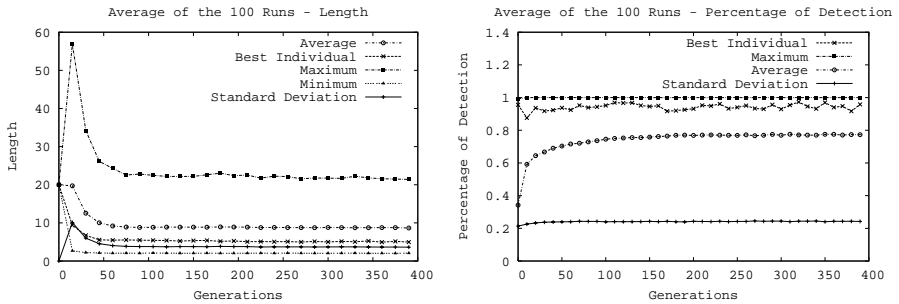 Average of the 100 Runs - Length
60
50
40
30
20
10
0
Length
Average
Best Individual
Maximum
Minimum
Standard Deviation
0 50 100 150 200 250 300 350 400
Generations
Average of the 100 Runs - Percentage of Detection
1.4
1.2
1
0.8
0.6
0.4
0.2
0
Percentage of Detection
Best Individual
Maximum
Average
Standard Deviation
0 50 100 150 200 250 300 350 400
Generations